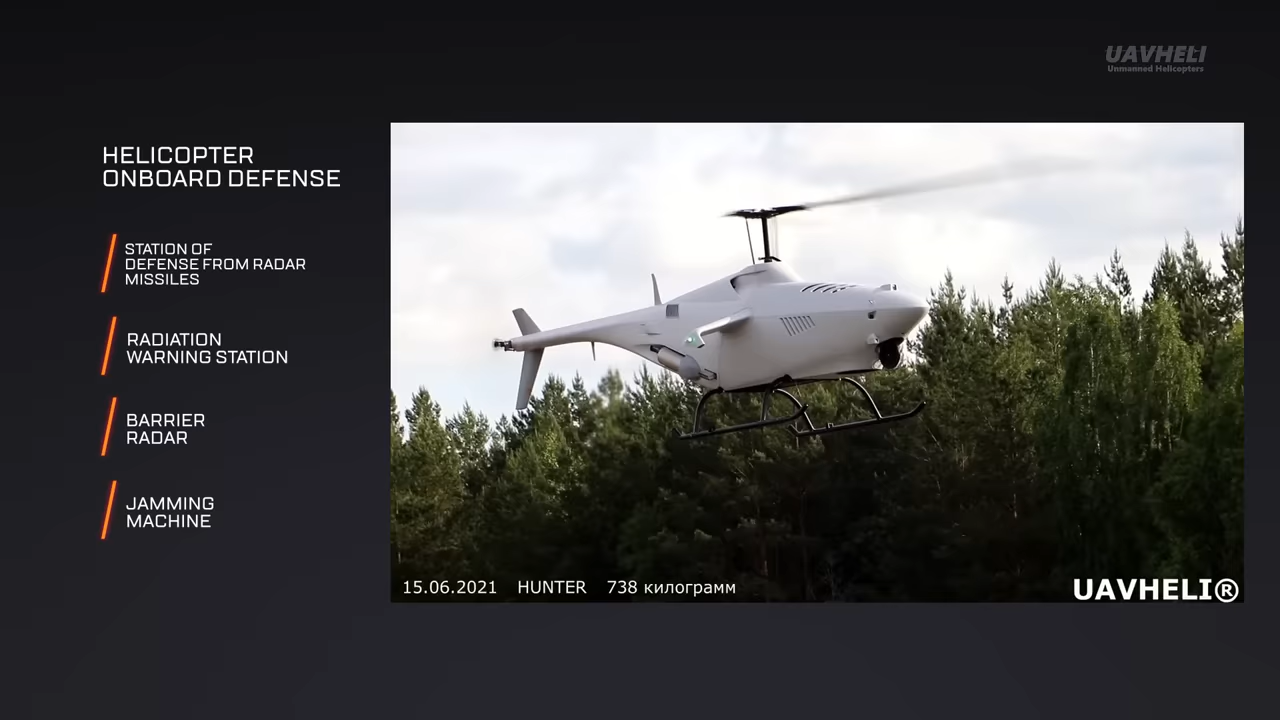 UAVHELI
Unmanned Helicopters
HELICOPTER
ONBOARD DEFENSE
STATION OF
DEFENSE FROM RADAR
MISSILES
RADIATION
WARNING STATION
BARRIER
RADAR
JAMMING
MACHINE
15.06.2021 HUNTER 738 килограмм
UAVHELI®